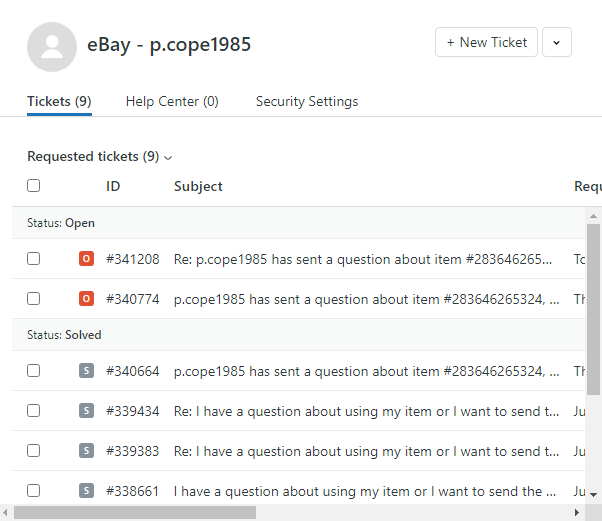 eBay - p.cope1985
+ New Ticket
Tickets (9) Help Center (0) Security Settings
Requested tickets (9)
ID Subject Requ
Status: Open
O #341208 Re: p.cope1985 has sent a question about item #283646265... To
O #340774 p.cope1985 has sent a question about item #283646265324, ... Th
Status: Solved
S #340664 p.cope1985 has sent a question about item #283646265324, ... Th
S #339434 Re: I have a question about using my item or I want to send t... Ju
S #339383 Re: I have a question about using my item or I want to send t... Ju
S #338661 I have a question about using my item or I want to send the ... Ju